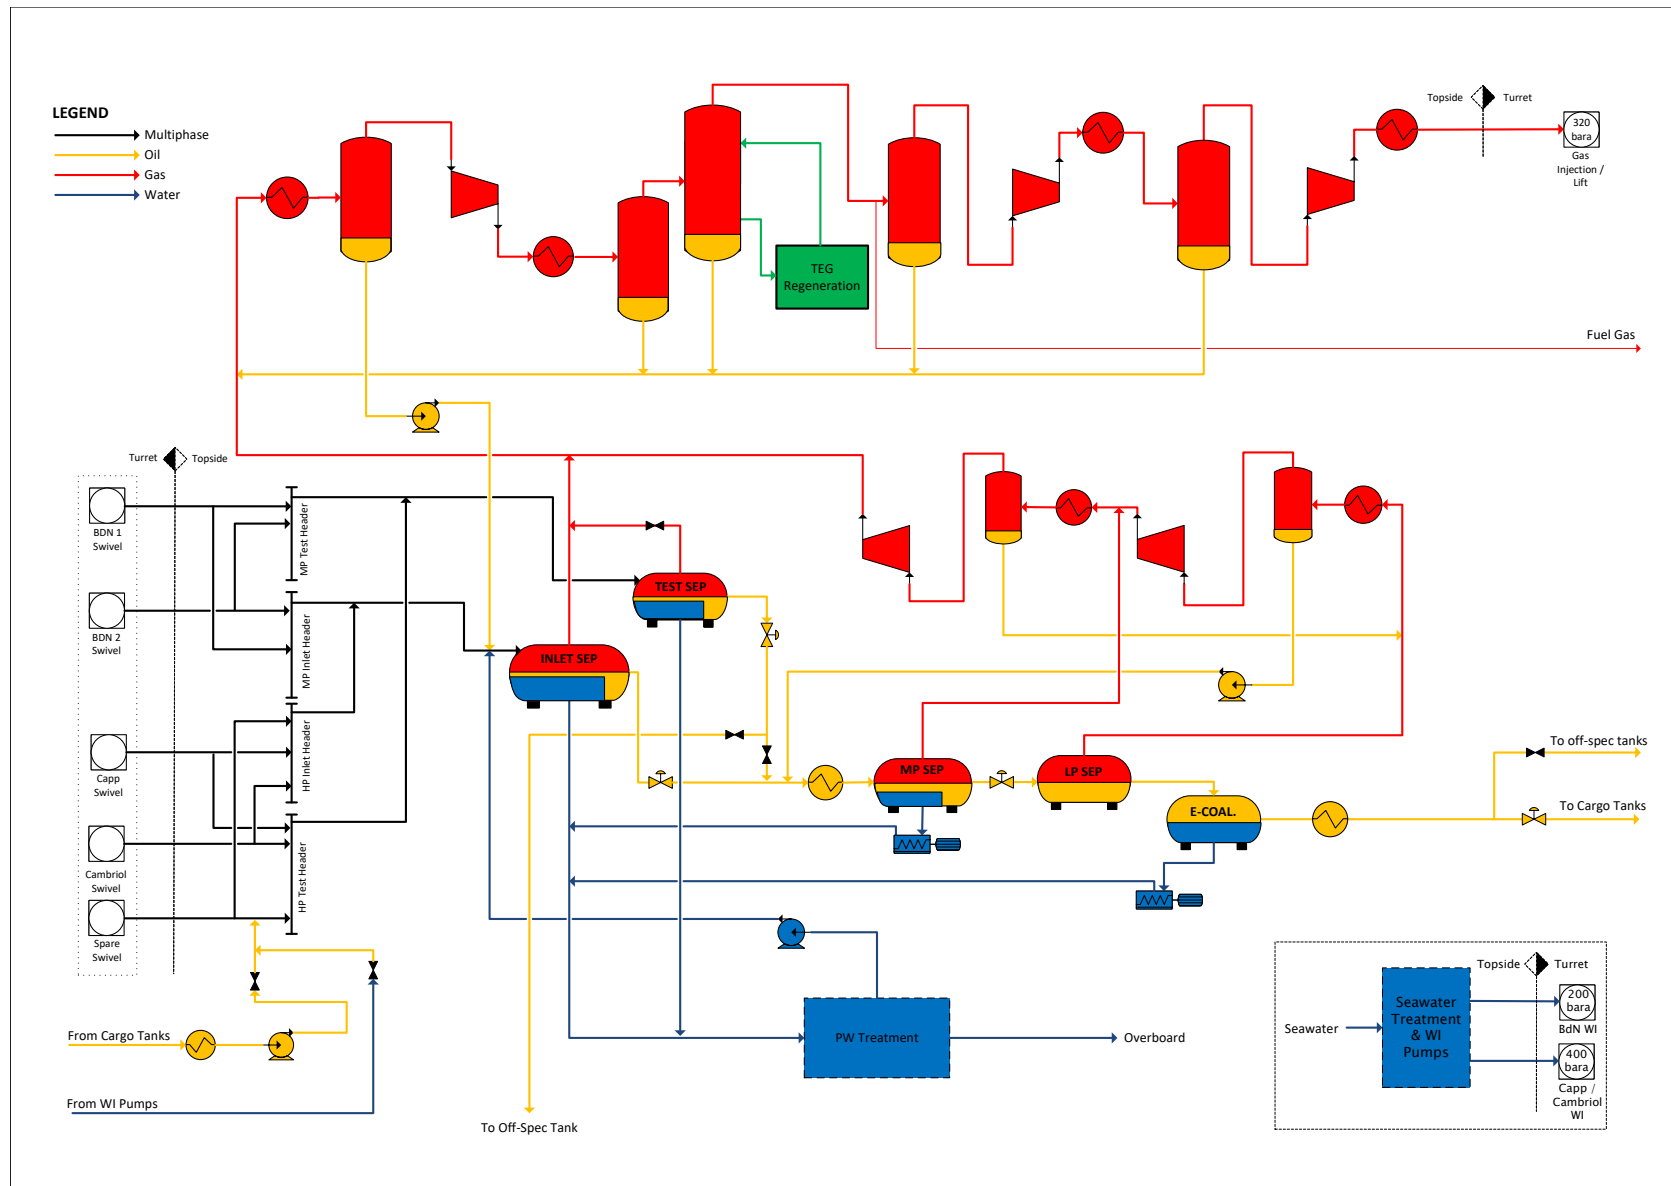 LEGEND
Multiphase
Oil
Gas
Water
Topside
Turret
320
bara
Gas
Injection /
Lift
TEG
Regeneration
Fuel Gas
Turret
Topside
BDN 1
Swivel
BDN 2
Swivel
Capp
Swivel
Cambriol
Swivel
Spare
Swivel
MP Test Header
MP Inlet Header
HP Inlet Header
HP Test Header
TEST SEP
INLET SEP
MP SEP
LP SEP
E-COAL.
To off-spec tanks
To Cargo Tanks
From Cargo Tanks
From WI Pumps
To Off-Spec Tank
PW Treatment
Overboard
Topside
Turret
Seawater
Seawater
Treatment
& WI
Pumps
200
bara
BdN WI
400
bara
Capp /
Cambriol
WI